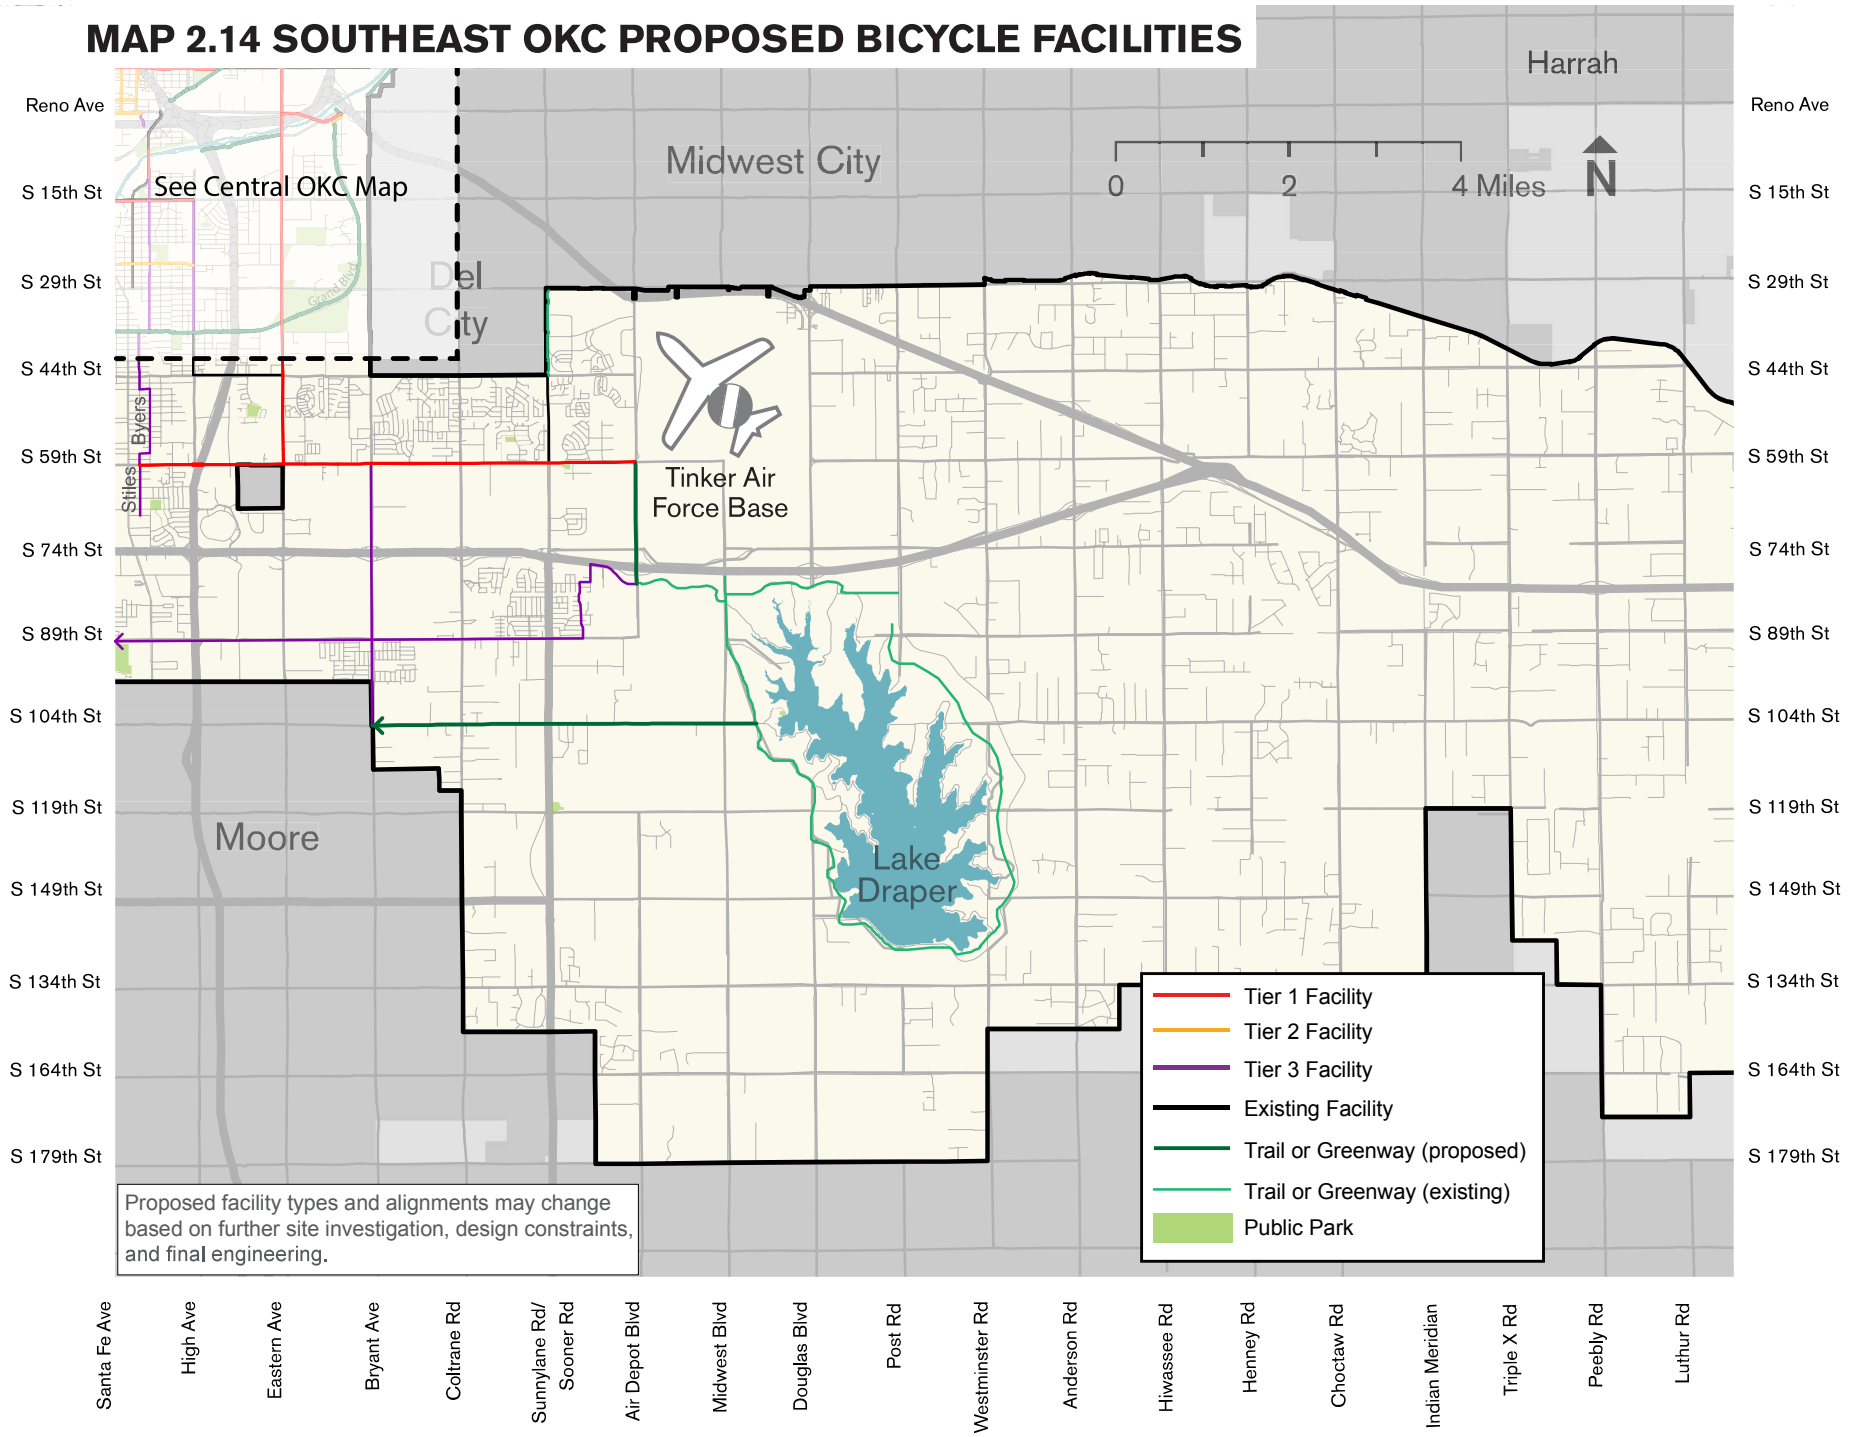 MAP 2.14 SOUTHEAST OKC PROPOSED BICYCLE FACILITIES
Harrah
Reno Ave
Reno Ave
Midwest City
0
2
4 Miles
N
See Central OKC Map
S 15th St
S 15th St
Del
City
Grand Blvd
S 29th St
S 29th St
S 44th St
S 44th St
Byers
S 59th St
S 59th St
Stiles
Tinker Air
Force Base
S 74th St
S 74th St
S 89th St
S 89th St
S 104th St
S 104th St
S 119th St
S 119th St
Moore
Lake
Draper
S 149th St
S 149th St
S 134th St
S 134th St
S 164th St
S 164th St
S 179th St
S 179th St
Tier 1 Facility
Tier 2 Facility
Tier 3 Facility
Existing Facility
Trail or Greenway (proposed)
Trail or Greenway (existing)
Public Park
Proposed facility types and alignments may change
based on further site investigation, design constraints,
and final engineering.
Santa Fe Ave
High Ave
Eastern Ave
Bryant Ave
Coltrane Rd
Sunnylane Rd/
Sooner Rd
Air Depot Blvd
Midwest Blvd
Douglas Blvd
Post Rd
Westminster Rd
Anderson Rd
Hiwassee Rd
Henney Rd
Choctaw Rd
Indian Meridian
Triple X Rd
Peebly Rd
Luthur Rd